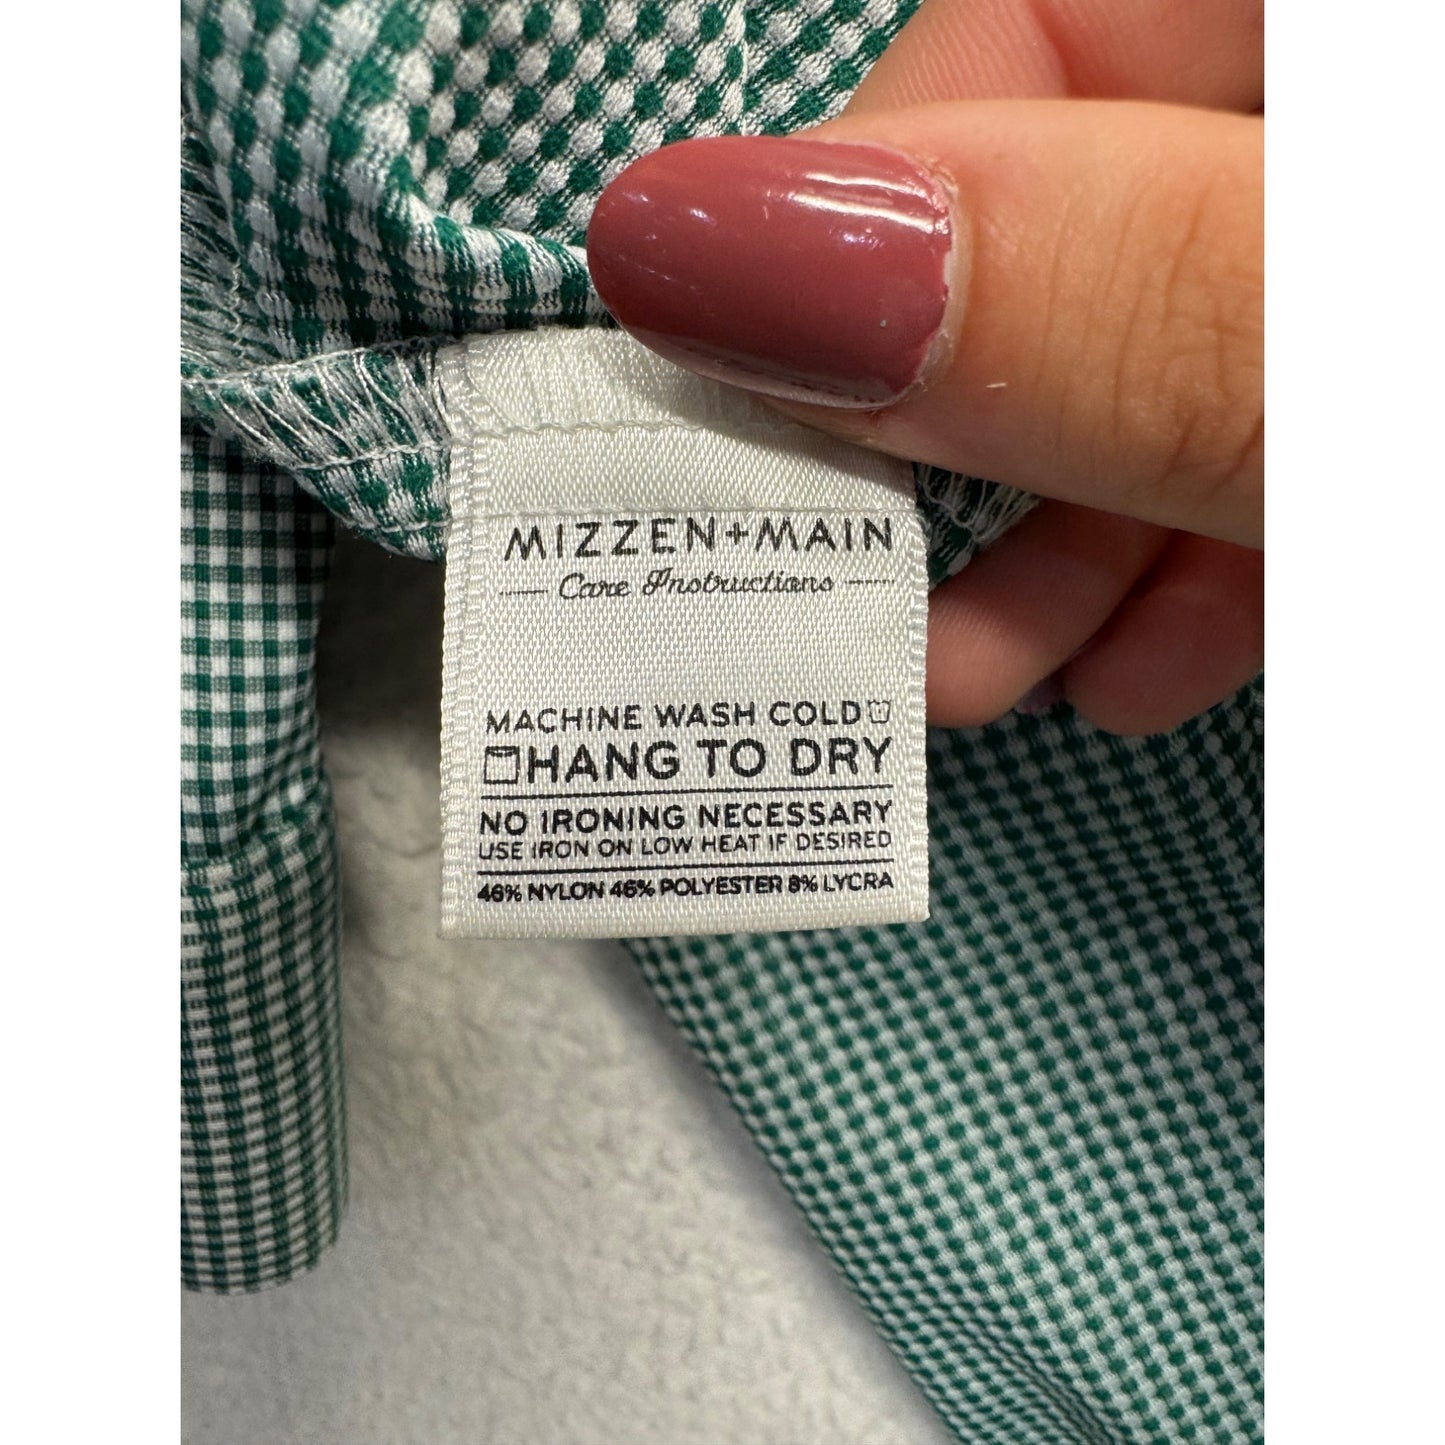 MIZZEN+MAIN
Care Instructions
MACHINE WASH COLD
HANG TO DRY
NO IRONING NECESSARY
USE IRON ON LOW HEAT IF DESIRED
46% NYLON 46% POLYESTER 8% LYCRA